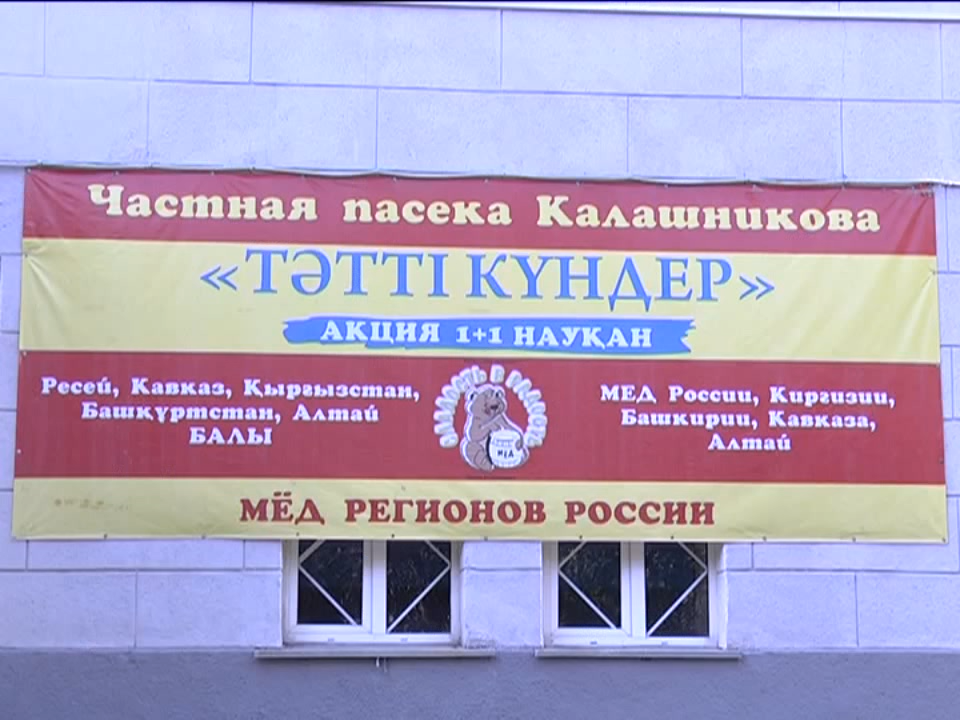 Частная пасека Калашникова
«ТӘТТІ КҮНДЕР»
АКЦИЯ 1+1 НАУҚАН
Ресей, Кавказ, Қырғызстан,
Башқұртстан, Алтай
БАЛЫ
МЕД России, Киргизии,
Башкирии, Кавказа,
Алтай
МЁД
МЁД РЕГИОНОВ РОССИИ